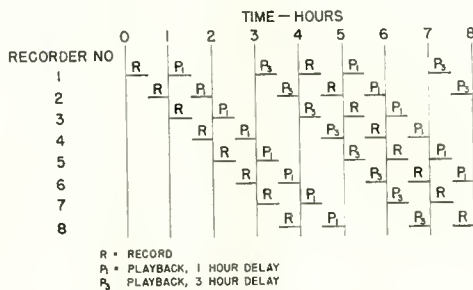 TIME—HOURS
0 1 2 3 4 5 6 7 8
RECORDER NO
1 R P₁ P₃ R P₁ P₃
2 R P₁ P₃ R P₁ P₃
3 R P₁ P₃ R P₁
4 R P₁ P₃ R P₁
5 R P₁ P₃ R P₁
6 R P₁ P₃ R P₁
7 R P₁ P₃ R
8 R P₁ P₃ R
R = RECORD
P₁ = PLAYBACK, 1 HOUR DELAY
P₃ PLAYBACK, 3 HOUR DELAY